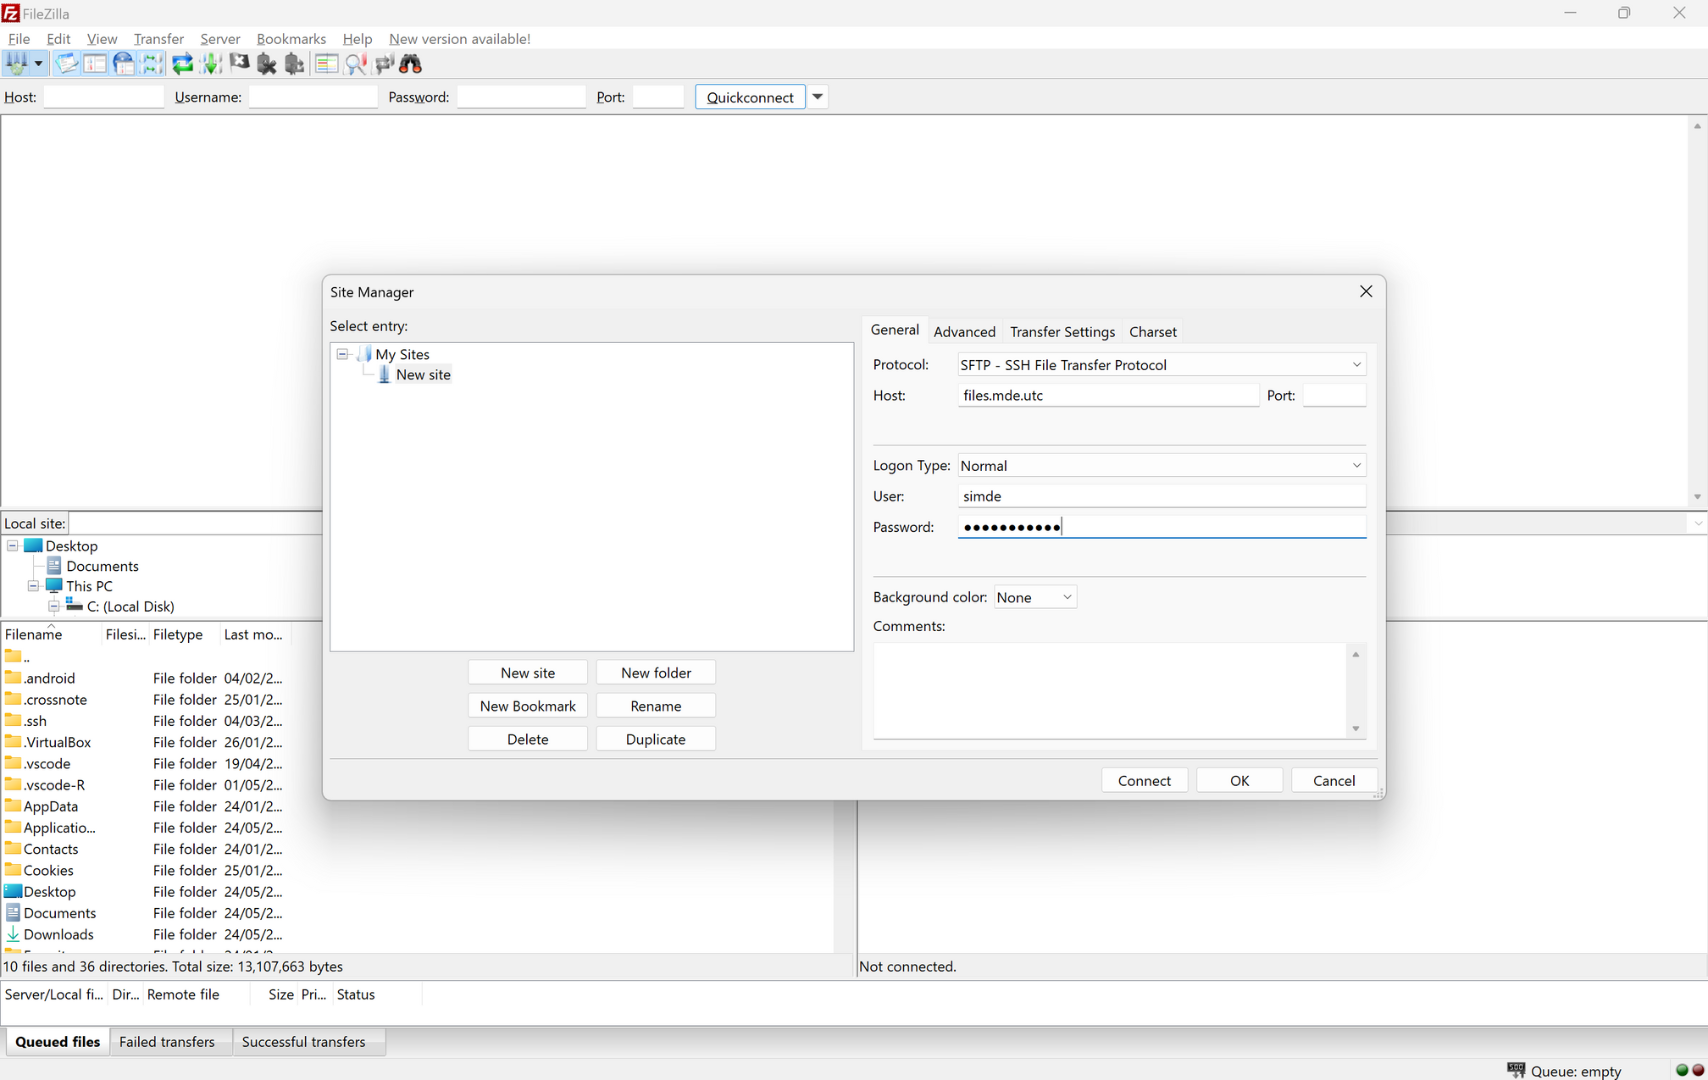 FileZilla
File Edit View Transfer Server Bookmarks Help New version available!
Host: Username: Password: Port: Quickconnect
Site Manager
Select entry:
My Sites
New site
New site New folder
New Bookmark Rename
Delete Duplicate
General Advanced Transfer Settings Charset
Protocol: SFTP - SSH File Transfer Protocol
Host: files.mde.utc Port:
Logon Type: Normal
User: simde
Password: ●●●●●●●●●●●
Background color: None
Comments:
Connect OK Cancel
Local site:
Desktop
Documents
This PC
C: (Local Disk)
Filename Filesi... Filetype Last mo...
..
.android File folder 04/02/2...
.crossnote File folder 25/01/2...
.ssh File folder 04/03/2...
.VirtualBox File folder 26/01/2...
.vscode File folder 19/04/2...
.vscode-R File folder 01/05/2...
AppData File folder 24/01/2...
Applicatio... File folder 24/05/2...
Contacts File folder 24/01/2...
Cookies File folder 25/01/2...
Desktop File folder 24/05/2...
Documents File folder 24/05/2...
Downloads File folder 24/05/2...
10 files and 36 directories. Total size: 13,107,663 bytes
Not connected.
Server/Local fi... Dir... Remote file Size Pri... Status
Queued files Failed transfers Successful transfers
Queue: empty